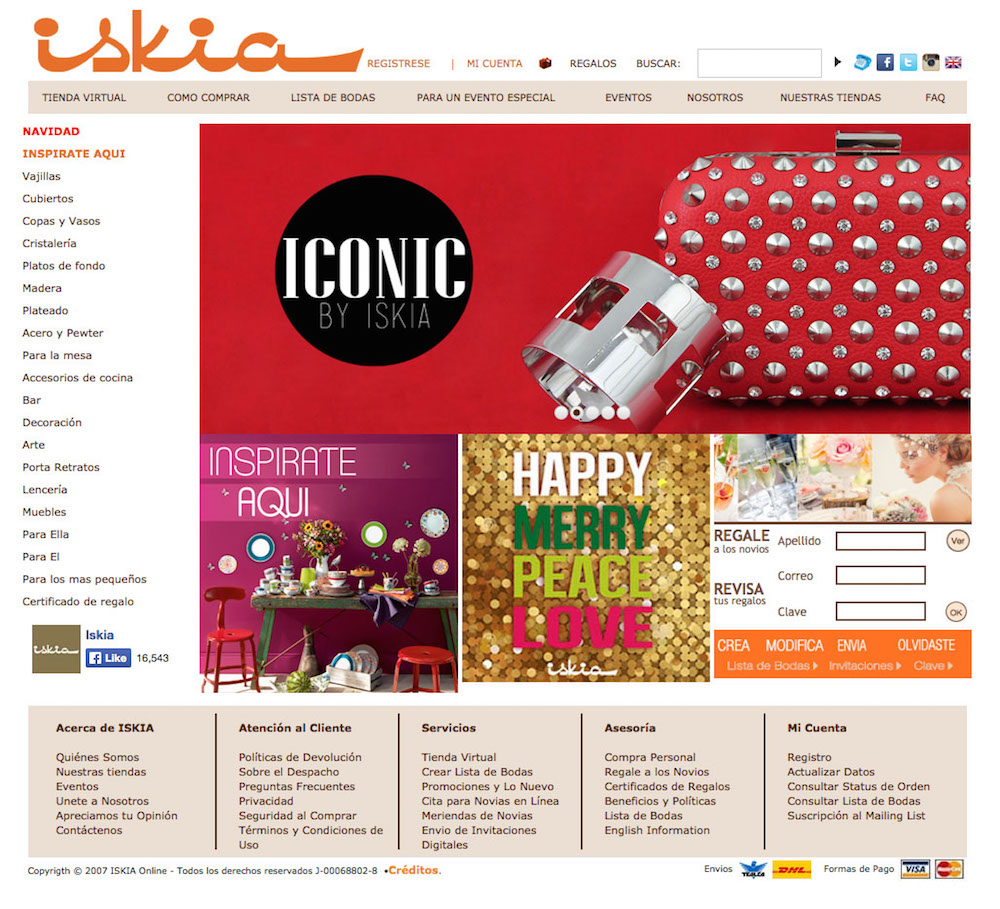 iskia
REGISTRESE | MI CUENTA REGALOS BUSCAR:
TIENDA VIRTUAL COMO COMPRAR LISTA DE BODAS PARA UN EVENTO ESPECIAL EVENTOS NOSOTROS NUESTRAS TIENDAS FAQ
NAVIDAD
INSPIRATE AQUI
Vajillas
Cubiertos
Copas y Vasos
Cristalería
Platos de fondo
Madera
Plateado
Acero y Pewter
Para la mesa
Accesorios de cocina
Bar
Decoración
Arte
Porta Retratos
Lencería
Muebles
Para Ella
Para El
Para los mas pequeños
Certificado de regalo
iskia
Iskia
Like 16,543
ICONIC
BY ISKIA
INSPIRATE
AQUI
HAPPY
MERRY
PEACE
LOVE
iskia
REGALE
a los novios
Apellido
Ver
Correo
REVISA
tus regalos
Clave
OK
CREA MODIFICA ENVIA OLVIDASTE
Lista de Bodas Invitaciones Clave
Acerca de ISKIA
Quiénes Somos
Nuestras tiendas
Eventos
Unete a Nosotros
Apreciamos tu Opinión
Contáctenos
Atención al Cliente
Políticas de Devolución
Sobre el Despacho
Preguntas Frecuentes
Privacidad
Seguridad al Comprar
Términos y Condiciones de
Uso
Servicios
Tienda Virtual
Crear Lista de Bodas
Promociones y Lo Nuevo
Cita para Novias en Línea
Meriendas de Novias
Envio de Invitaciones
Digitales
Asesoría
Compra Personal
Regale a los Novios
Certificados de Regalos
Beneficios y Políticas
Lista de Bodas
English Information
Mi Cuenta
Registro
Actualizar Datos
Consultar Status de Orden
Consultar Lista de Bodas
Suscripción al Mailing List
Copyrigth © 2007 ISKIA Online - Todos los derechos reservados J-00068802-8 •Créditos.
Envios DHL Formas de Pago VISA MasterCard